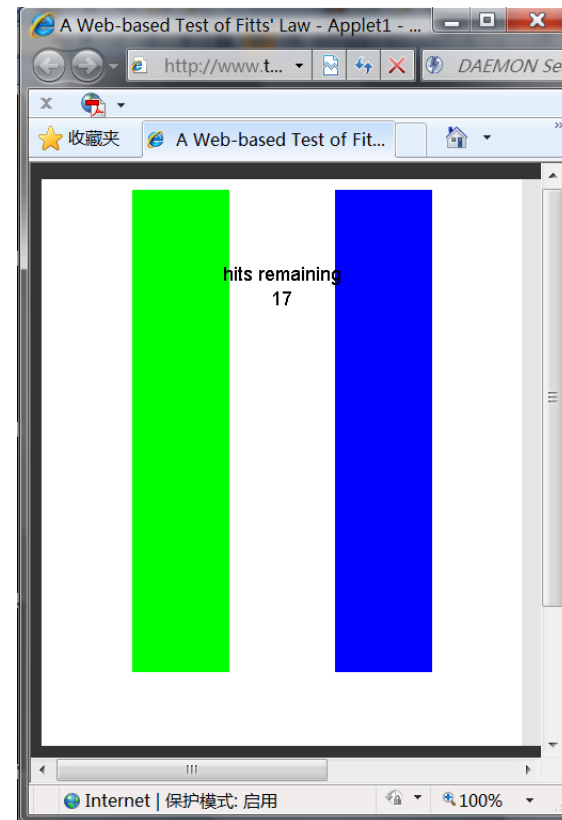 A Web-based Test of Fitts' Law - Applet1 - ...
http://www.t...
DAEMON Se
x
收藏夹
A Web-based Test of Fit...
»
hits remaining
17
Internet | 保护模式: 启用
100%